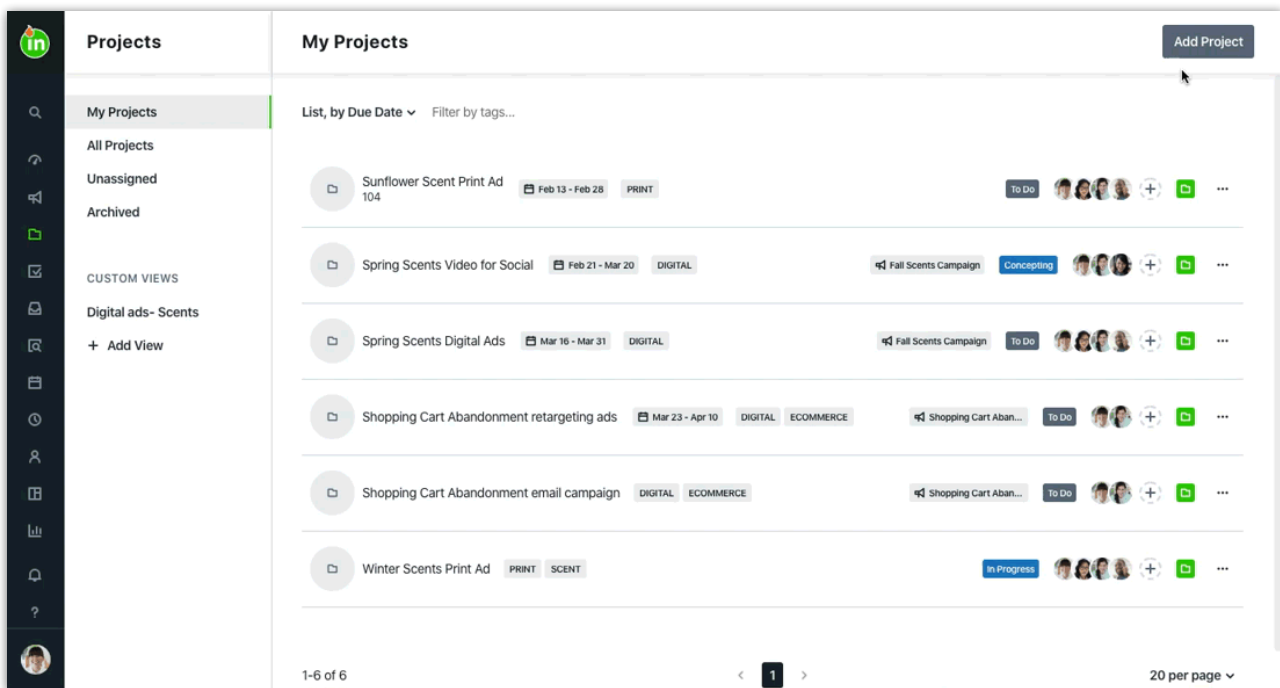 in
Projects
My Projects
Add Project
My Projects
All Projects
Unassigned
Archived
CUSTOM VIEWS
Digital ads- Scents
+ Add View
List, by Due Date
Filter by tags...
Sunflower Scent Print Ad
104
Feb 13 - Feb 28
PRINT
To Do
Spring Scents Video for Social
Feb 21 - Mar 20
DIGITAL
Fall Scents Campaign
Concepting
Spring Scents Digital Ads
Mar 16 - Mar 31
DIGITAL
Fall Scents Campaign
To Do
Shopping Cart Abandonment retargeting ads
Mar 23 - Apr 10
DIGITAL
ECOMMERCE
Shopping Cart Aban...
To Do
Shopping Cart Abandonment email campaign
DIGITAL
ECOMMERCE
Shopping Cart Aban...
To Do
Winter Scents Print Ad
PRINT
SCENT
In Progress
1-6 of 6
< 1 >
20 per page